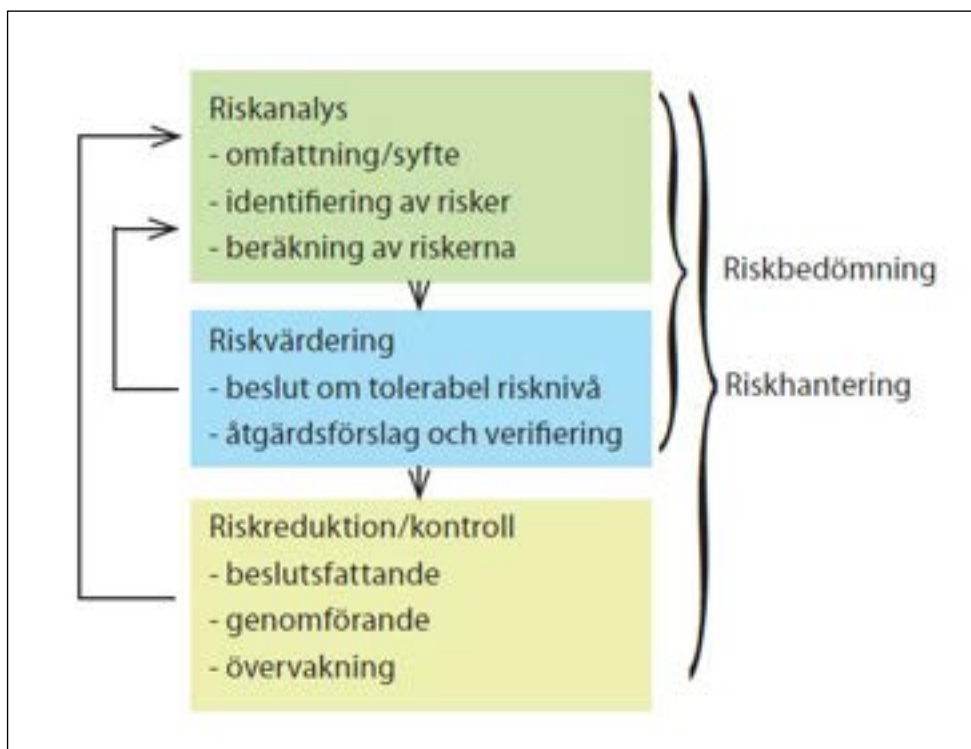 Riskanalys
- omfattning/syfte
- identifiering av risker
- beräkning av riskerna
Riskvärdering
- beslut om tolerabel risknivå
- åtgärdsförslag och verifiering
Riskreduktion/kontroll
- beslutsfattande
- genomförande
- övervakning
Riskbedömning
Riskhantering